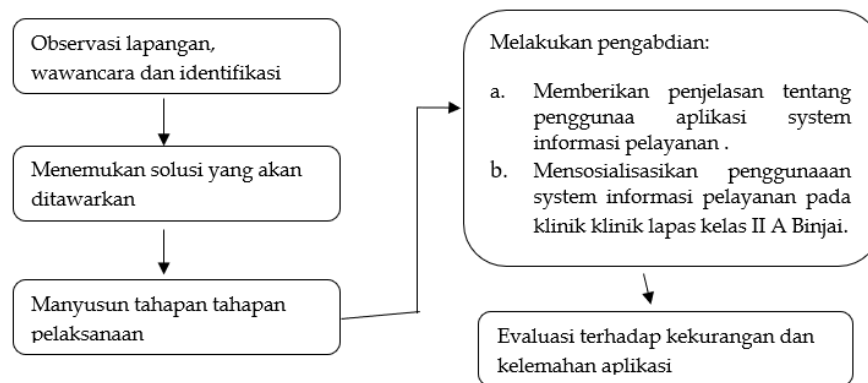 Observasi lapangan,
wawancara dan identifikasi
Menemukan solusi yang akan
ditawarkan
Manyusun tahapan tahapan
pelaksanaan
Melakukan pengabdian:
a. Memberikan penjelasan tentang
penggunaa aplikasi system
informasi pelayanan .
b. Mensosialisasikan penggunaaan
system informasi pelayanan pada
klinik klinik lapas kelas II A Binjai.
Evaluasi terhadap kekurangan dan
kelemahan aplikasi